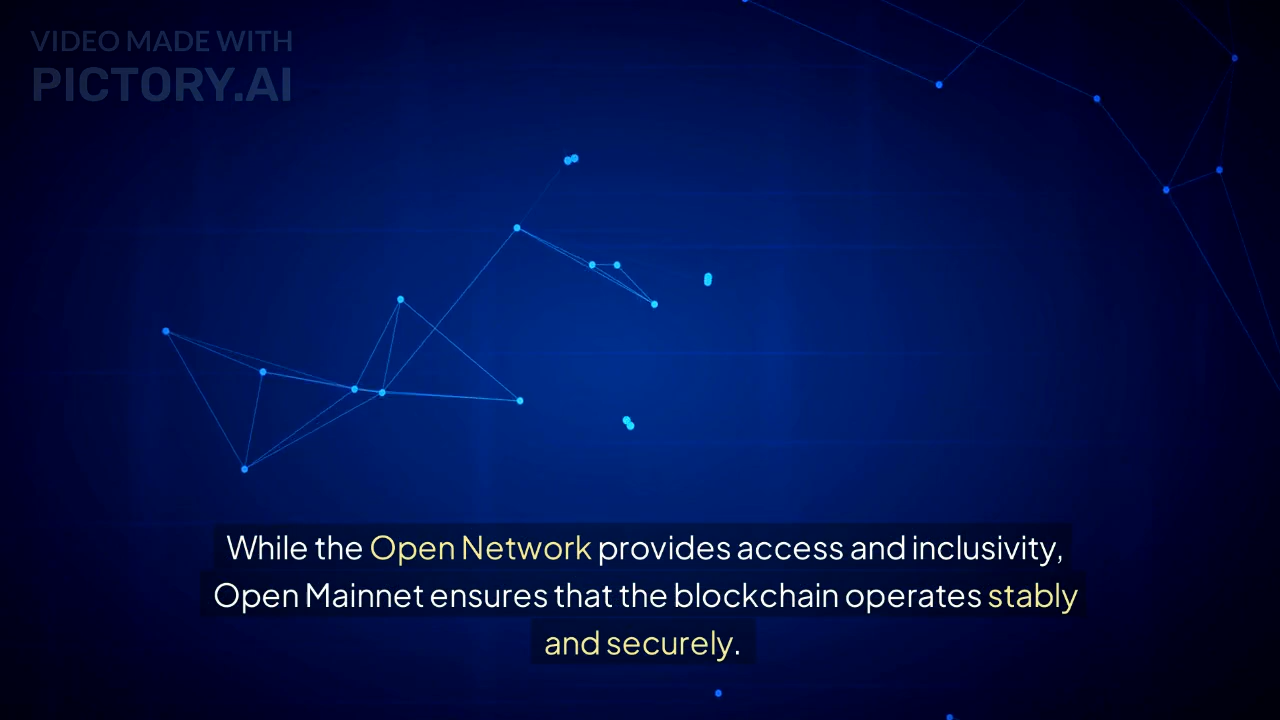 VIDEO MADE WITH
PICTORY.AI
While the Open Network provides access and inclusivity,
Open Mainnet ensures that the blockchain operates stably
and securely.